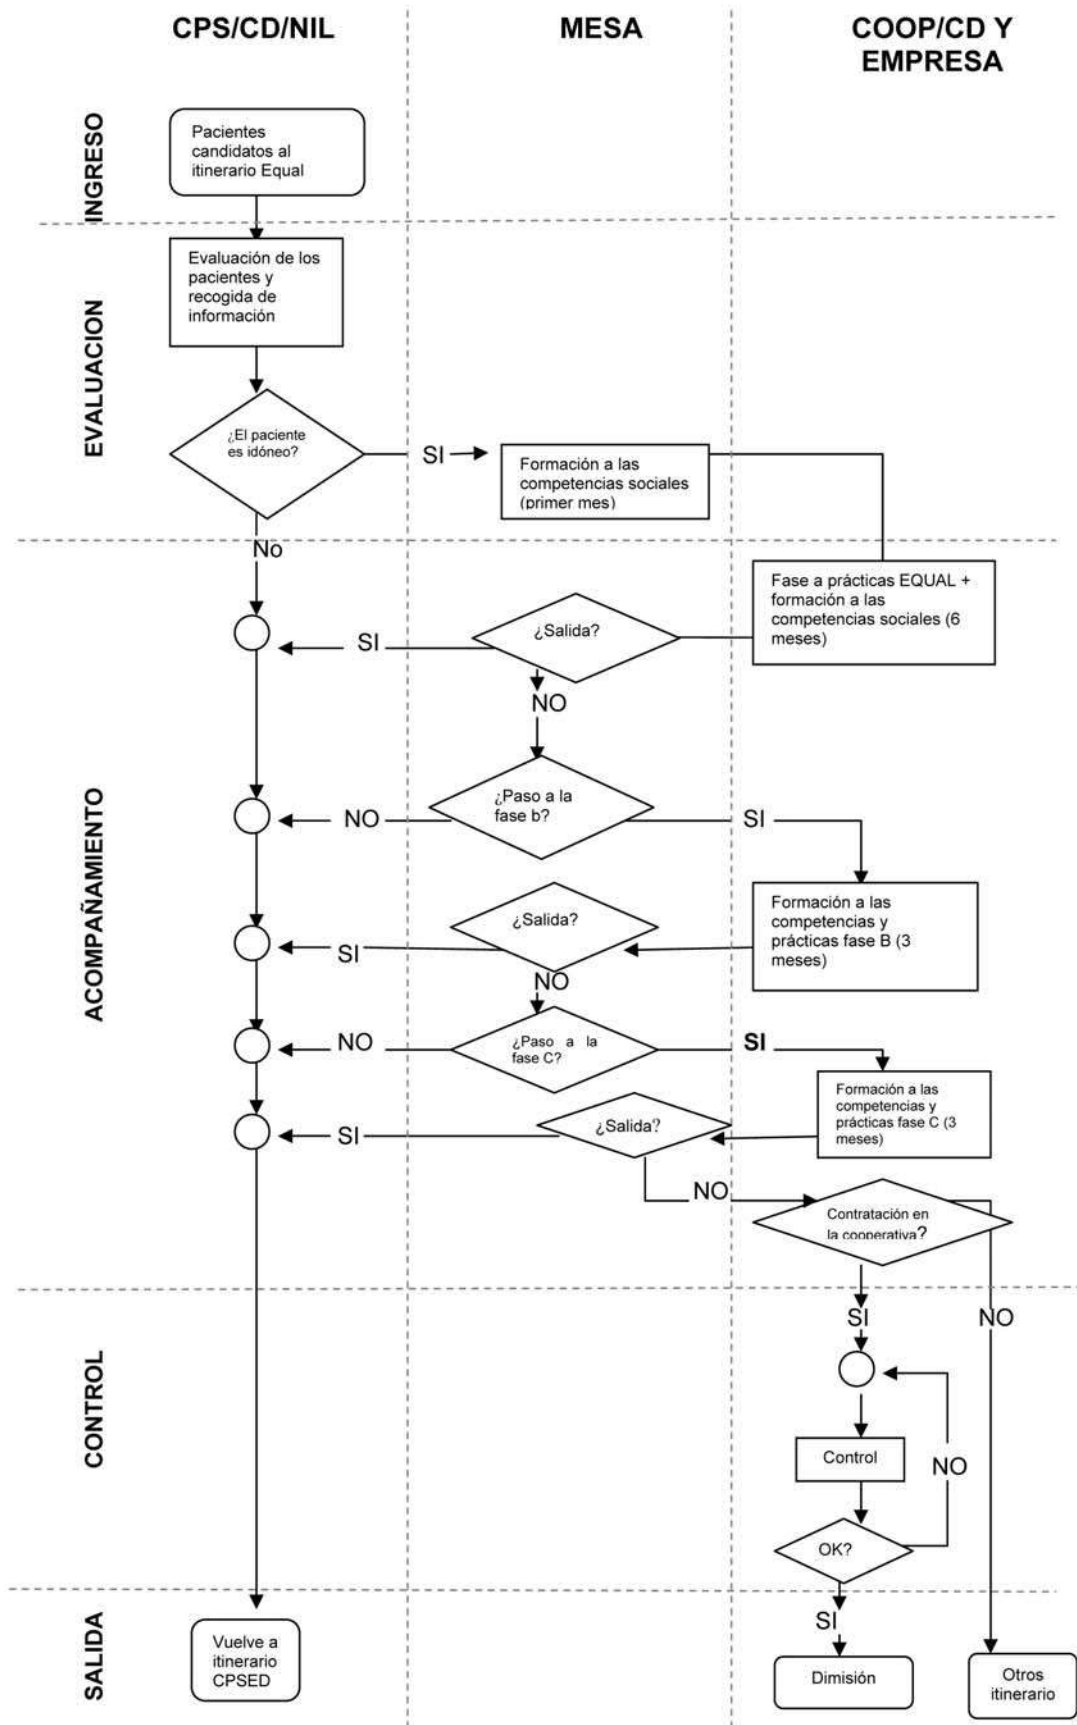 CPS/CD/NIL
MESA
COOP/CD Y
EMPRESA
INGRESO
Pacientes
candidatos al
itinerario Equal
EVALUACION
Evaluación de los
pacientes y
recogida de
información
¿El paciente
es idóneo?
SI
Formación a las
competencias sociales
(primer mes)
No
ACOMPAÑAMIENTO
Fase a prácticas EQUAL +
formación a las
competencias sociales (6
meses)
¿Salida?
SI
NO
¿Paso a la
fase b?
NO
SI
Formación a las
competencias y
prácticas fase B (3
meses)
¿Salida?
SI
NO
¿Paso a la
fase C?
NO
SI
Formación a las
competencias y
prácticas fase C (3
meses)
¿Salida?
SI
NO
Contratación en
la cooperativa?
SI
NO
CONTROL
Control
NO
OK?
SI
SALIDA
Vuelve a
itinerario
CPSED
Dimisión
Otros
itinerario